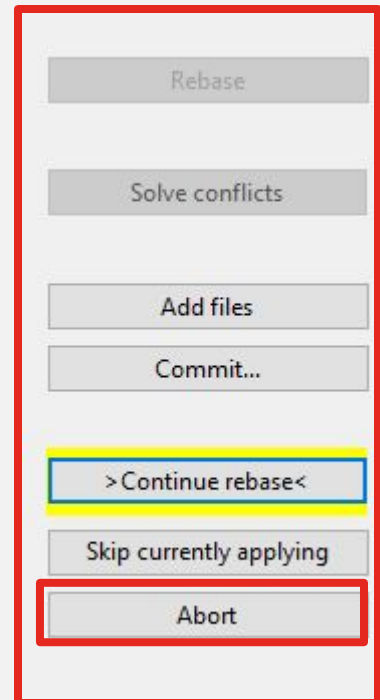 Rebase
Solve conflicts
Add files
Commit...
>Continue rebase<
Skip currently applying
Abort